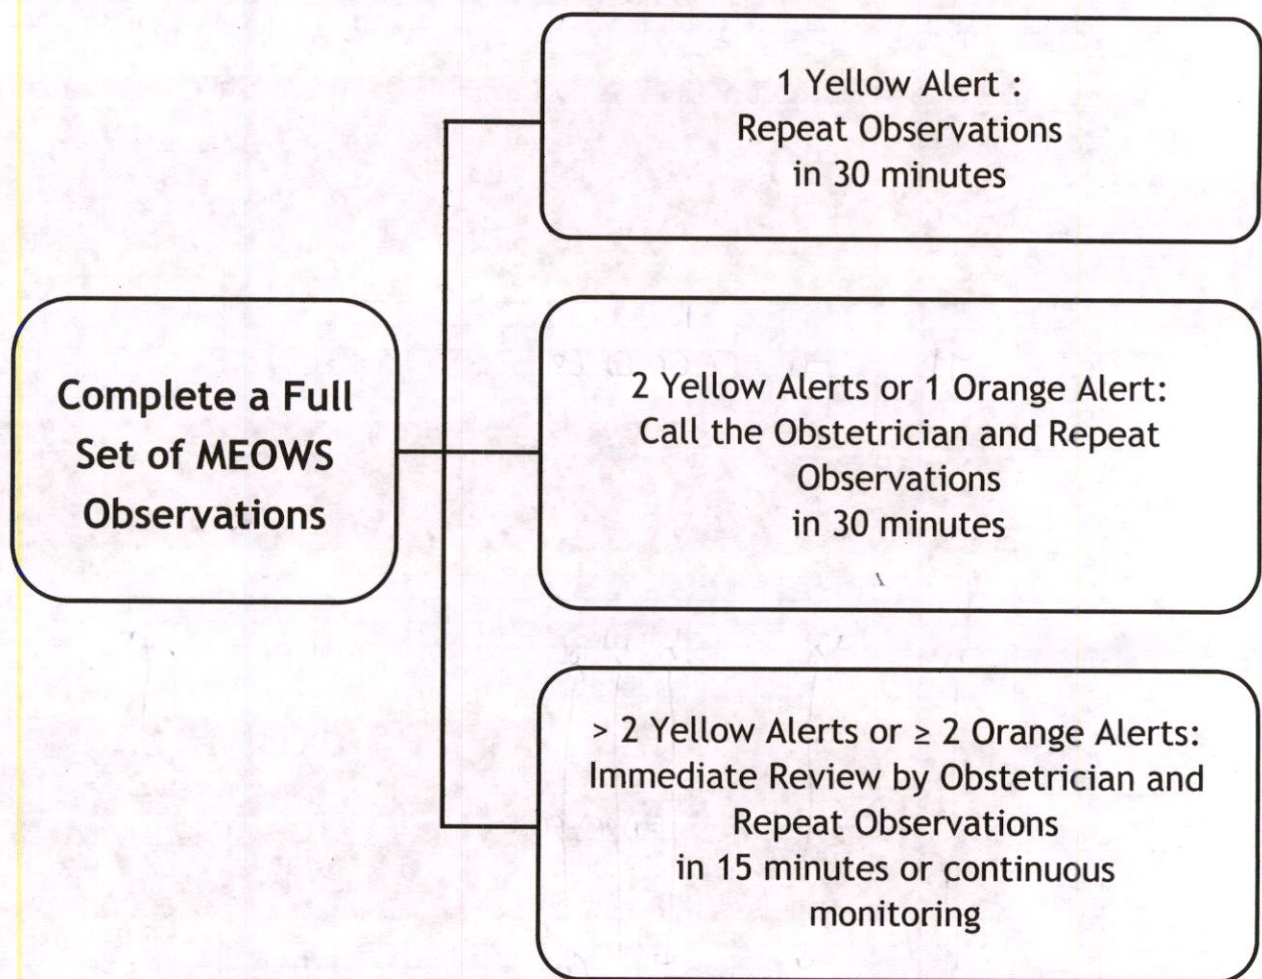 1 Yellow Alert :
Repeat Observations
in 30 minutes
Complete a Full
Set of MEOWS
Observations
2 Yellow Alerts or 1 Orange Alert:
Call the Obstetrician and Repeat
Observations
in 30 minutes
> 2 Yellow Alerts or ≥ 2 Orange Alerts:
Immediate Review by Obstetrician and
Repeat Observations
in 15 minutes or continuous
monitoring